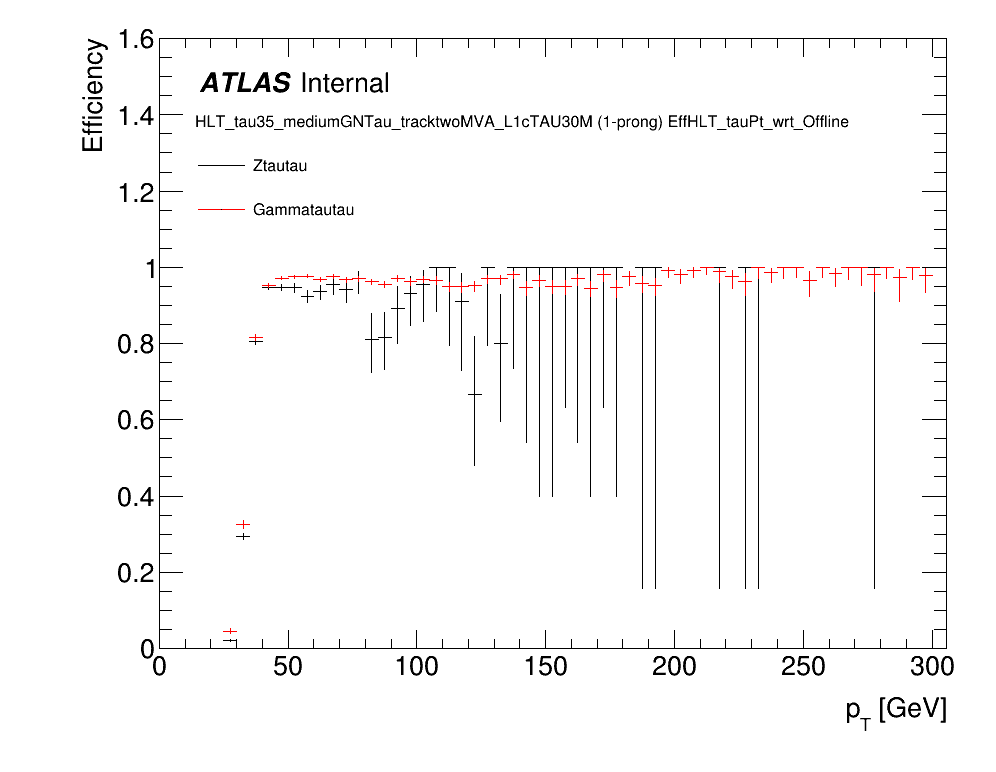 Efficiency
1.6
1.4
1.2
1
0.8
0.6
0.4
0.2
0
ATLAS Internal
HLT_tau35_mediumGNTau_tracktwoMVA_L1cTAU30M (1-prong) EffHLT_tauPt_wrt_Offline
Ztautau
Gammatautau
0 50 100 150 200 250 300
pT [GeV]